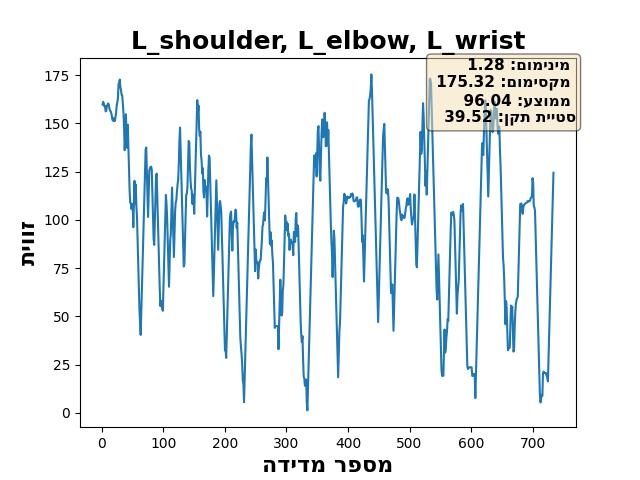 L_shoulder, L_elbow, L_wrist
מינימום: 1.28
מקסימום: 175.32
ממוצע: 96.04
סטיית תקן: 39.52
175
150
125
100
75
50
25
0
זווית
0 100 200 300 400 500 600 700
מספר מדידה